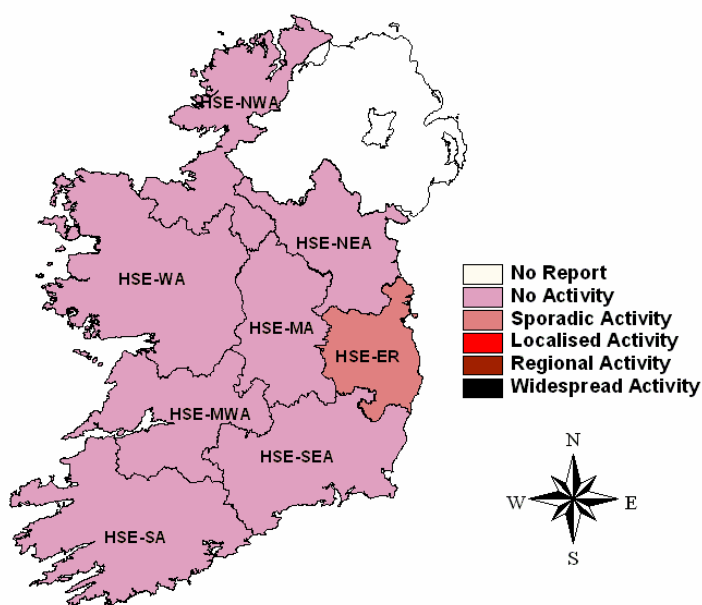 HSE-NWA
HSE-NEA
HSE-WA
HSE-MA
HSE-ER
HSE-MWA
HSE-SEA
HSE-SA
No Report
No Activity
Sporadic Activity
Localised Activity
Regional Activity
Widespread Activity
N
W E
S